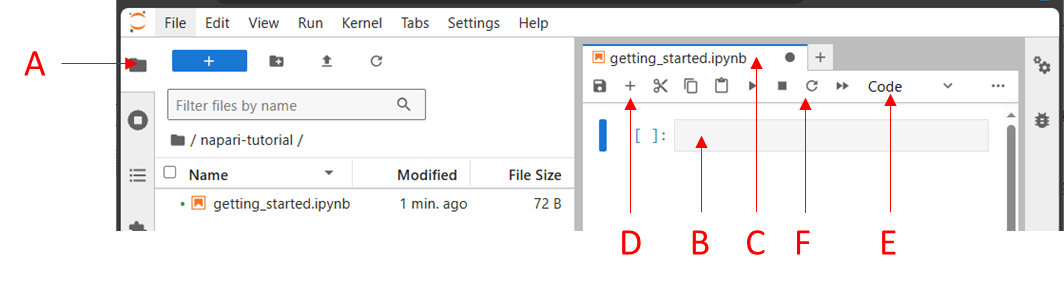 File Edit View Run Kernel Tabs Settings Help
A
+
getting_started.ipynb
+
Filter files by name
Code
/ napari-tutorial /
[ ]:
Name Modified File Size
getting_started.ipynb 1 min. ago 72 B
D B C F E